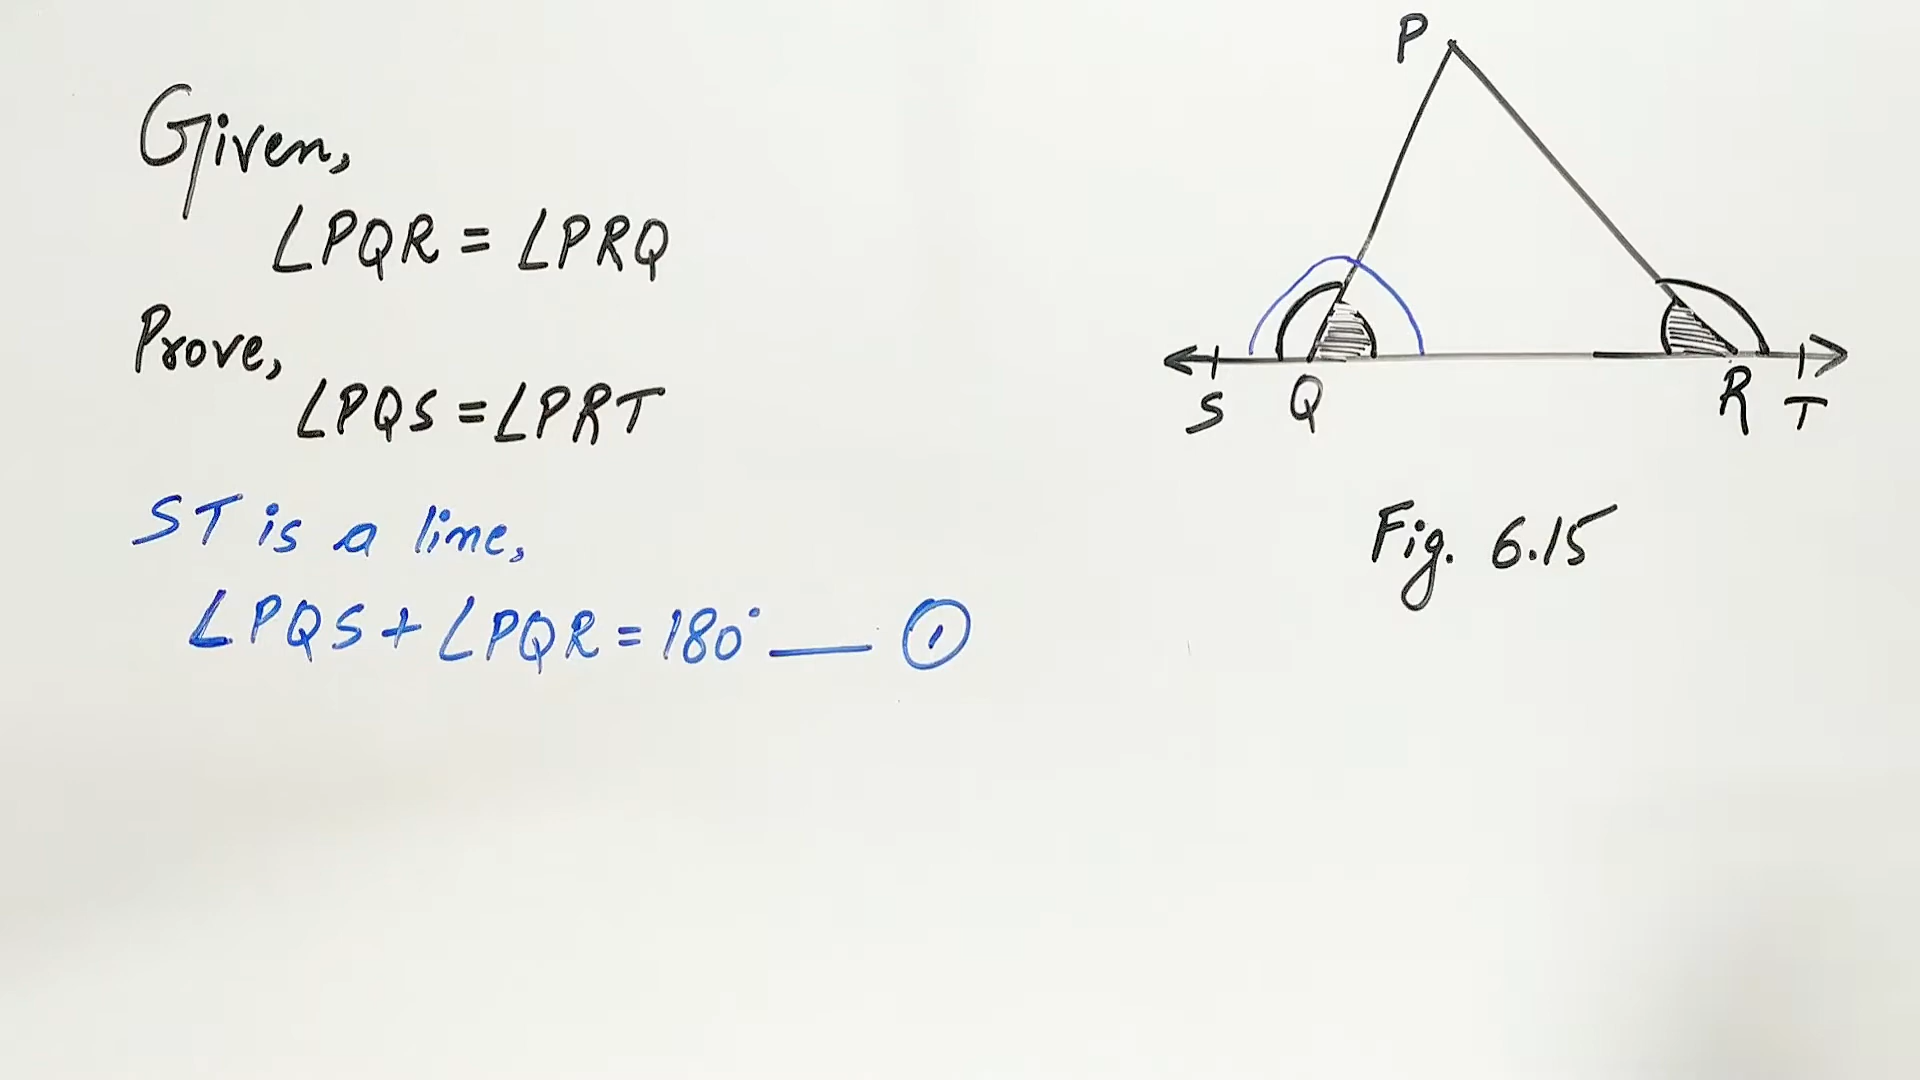 Given,
∠PQR = ∠PRQ
Prove,
∠PQS = ∠PRT
ST is a line,
∠PQS + ∠PQR = 180° — ①
P
S Q R T
Fig. 6.15